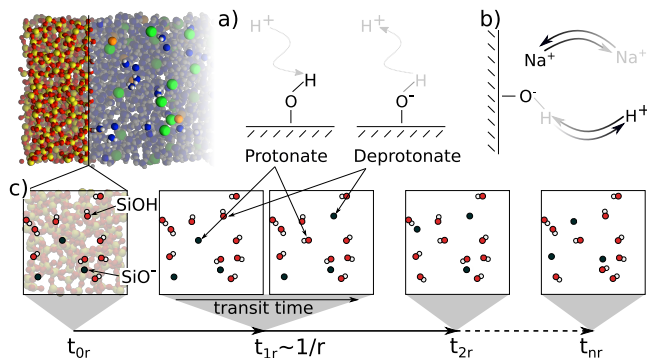 a)
H⁺
H
O
Protonate
H⁺
H
O⁻
Deprotonate
b)
Na⁺
Na⁺
O⁻
H
H⁺
c)
SiOH
SiO⁻
transit time
t₀ᵣ
t₁ᵣ~1/r
t₂ᵣ
tₙᵣ